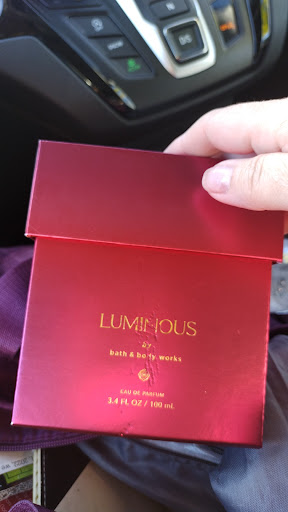 LUMINOUS
by
bath & body works
EAU DE PARFUM
3.4 FL OZ / 100 mL